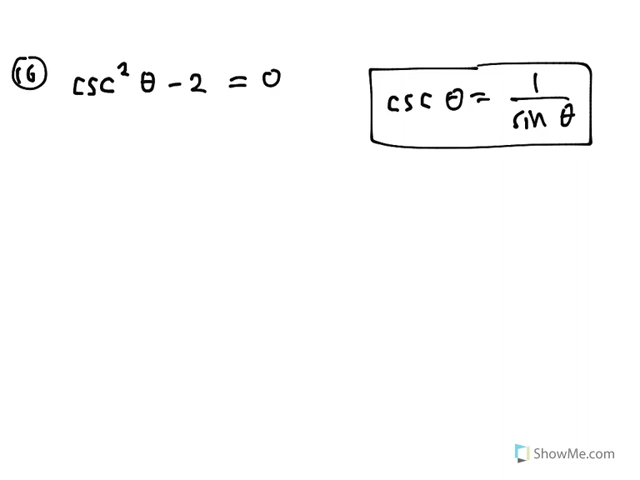 16 csc² θ - 2 = 0
csc θ = 1 / sin θ
ShowMe.com